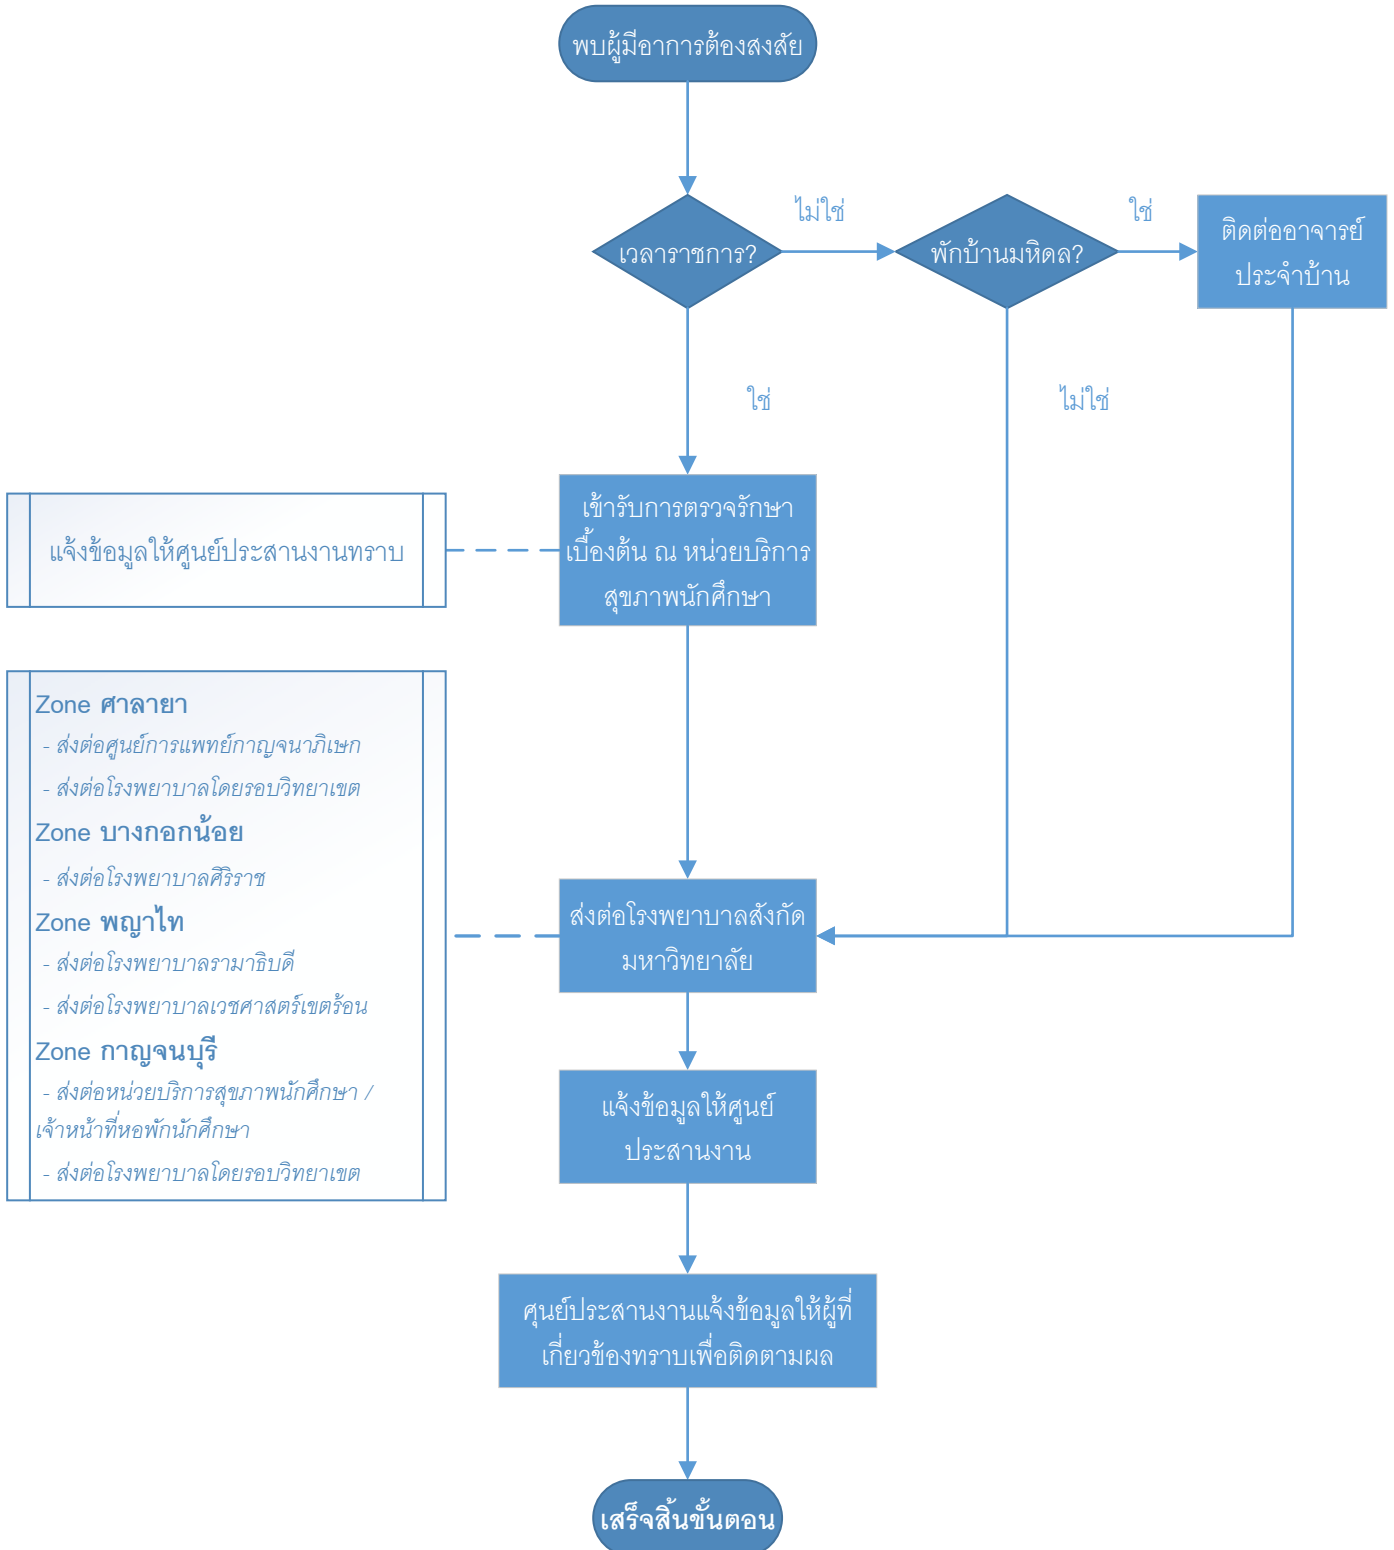 พบผู้มีอาการต้องสงสัย
ไม่ใช่
ใช่
เวลาราชการ?
พักบ้านมหิดล?
ติดต่ออาจารย์
ประจำบ้าน
ใช่
ไม่ใช่
เข้ารับการตรวจรักษา
เบื้องต้น ณ หน่วยบริการ
สุขภาพนักศึกษา
แจ้งข้อมูลให้ศูนย์ประสานงานทราบ
Zone ศาลายา
- ส่งต่อศูนย์การแพทย์กาญจนาภิเษก
- ส่งต่อโรงพยาบาลโดยรอบวิทยาเขต
Zone บางกอกน้อย
- ส่งต่อโรงพยาบาลศิริราช
Zone พญาไท
- ส่งต่อโรงพยาบาลรามาธิบดี
- ส่งต่อโรงพยาบาลเวชศาสตร์เขตร้อน
Zone กาญจนบุรี
- ส่งต่อหน่วยบริการสุขภาพนักศึกษา /
เจ้าหน้าที่หอพักนักศึกษา
- ส่งต่อโรงพยาบาลโดยรอบวิทยาเขต
ส่งต่อโรงพยาบาลสังกัด
มหาวิทยาลัย
แจ้งข้อมูลให้ศูนย์
ประสานงาน
ศุนย์ประสานงานแจ้งข้อมูลให้ผู้ที่
เกี่ยวข้องทราบเพื่อติดตามผล
เสร็จสิ้นขั้นตอน